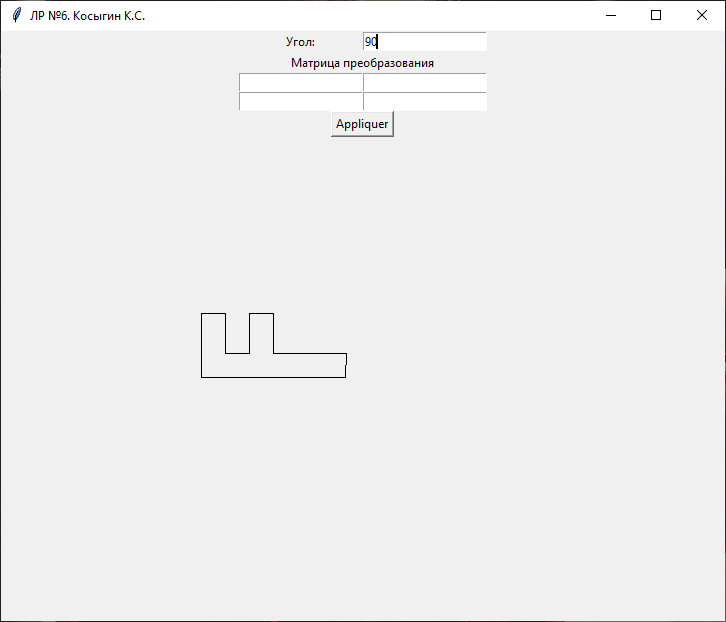 ЛР №6. Косыгин К.С.
Угол: 90
Матрица преобразования
Appliquer